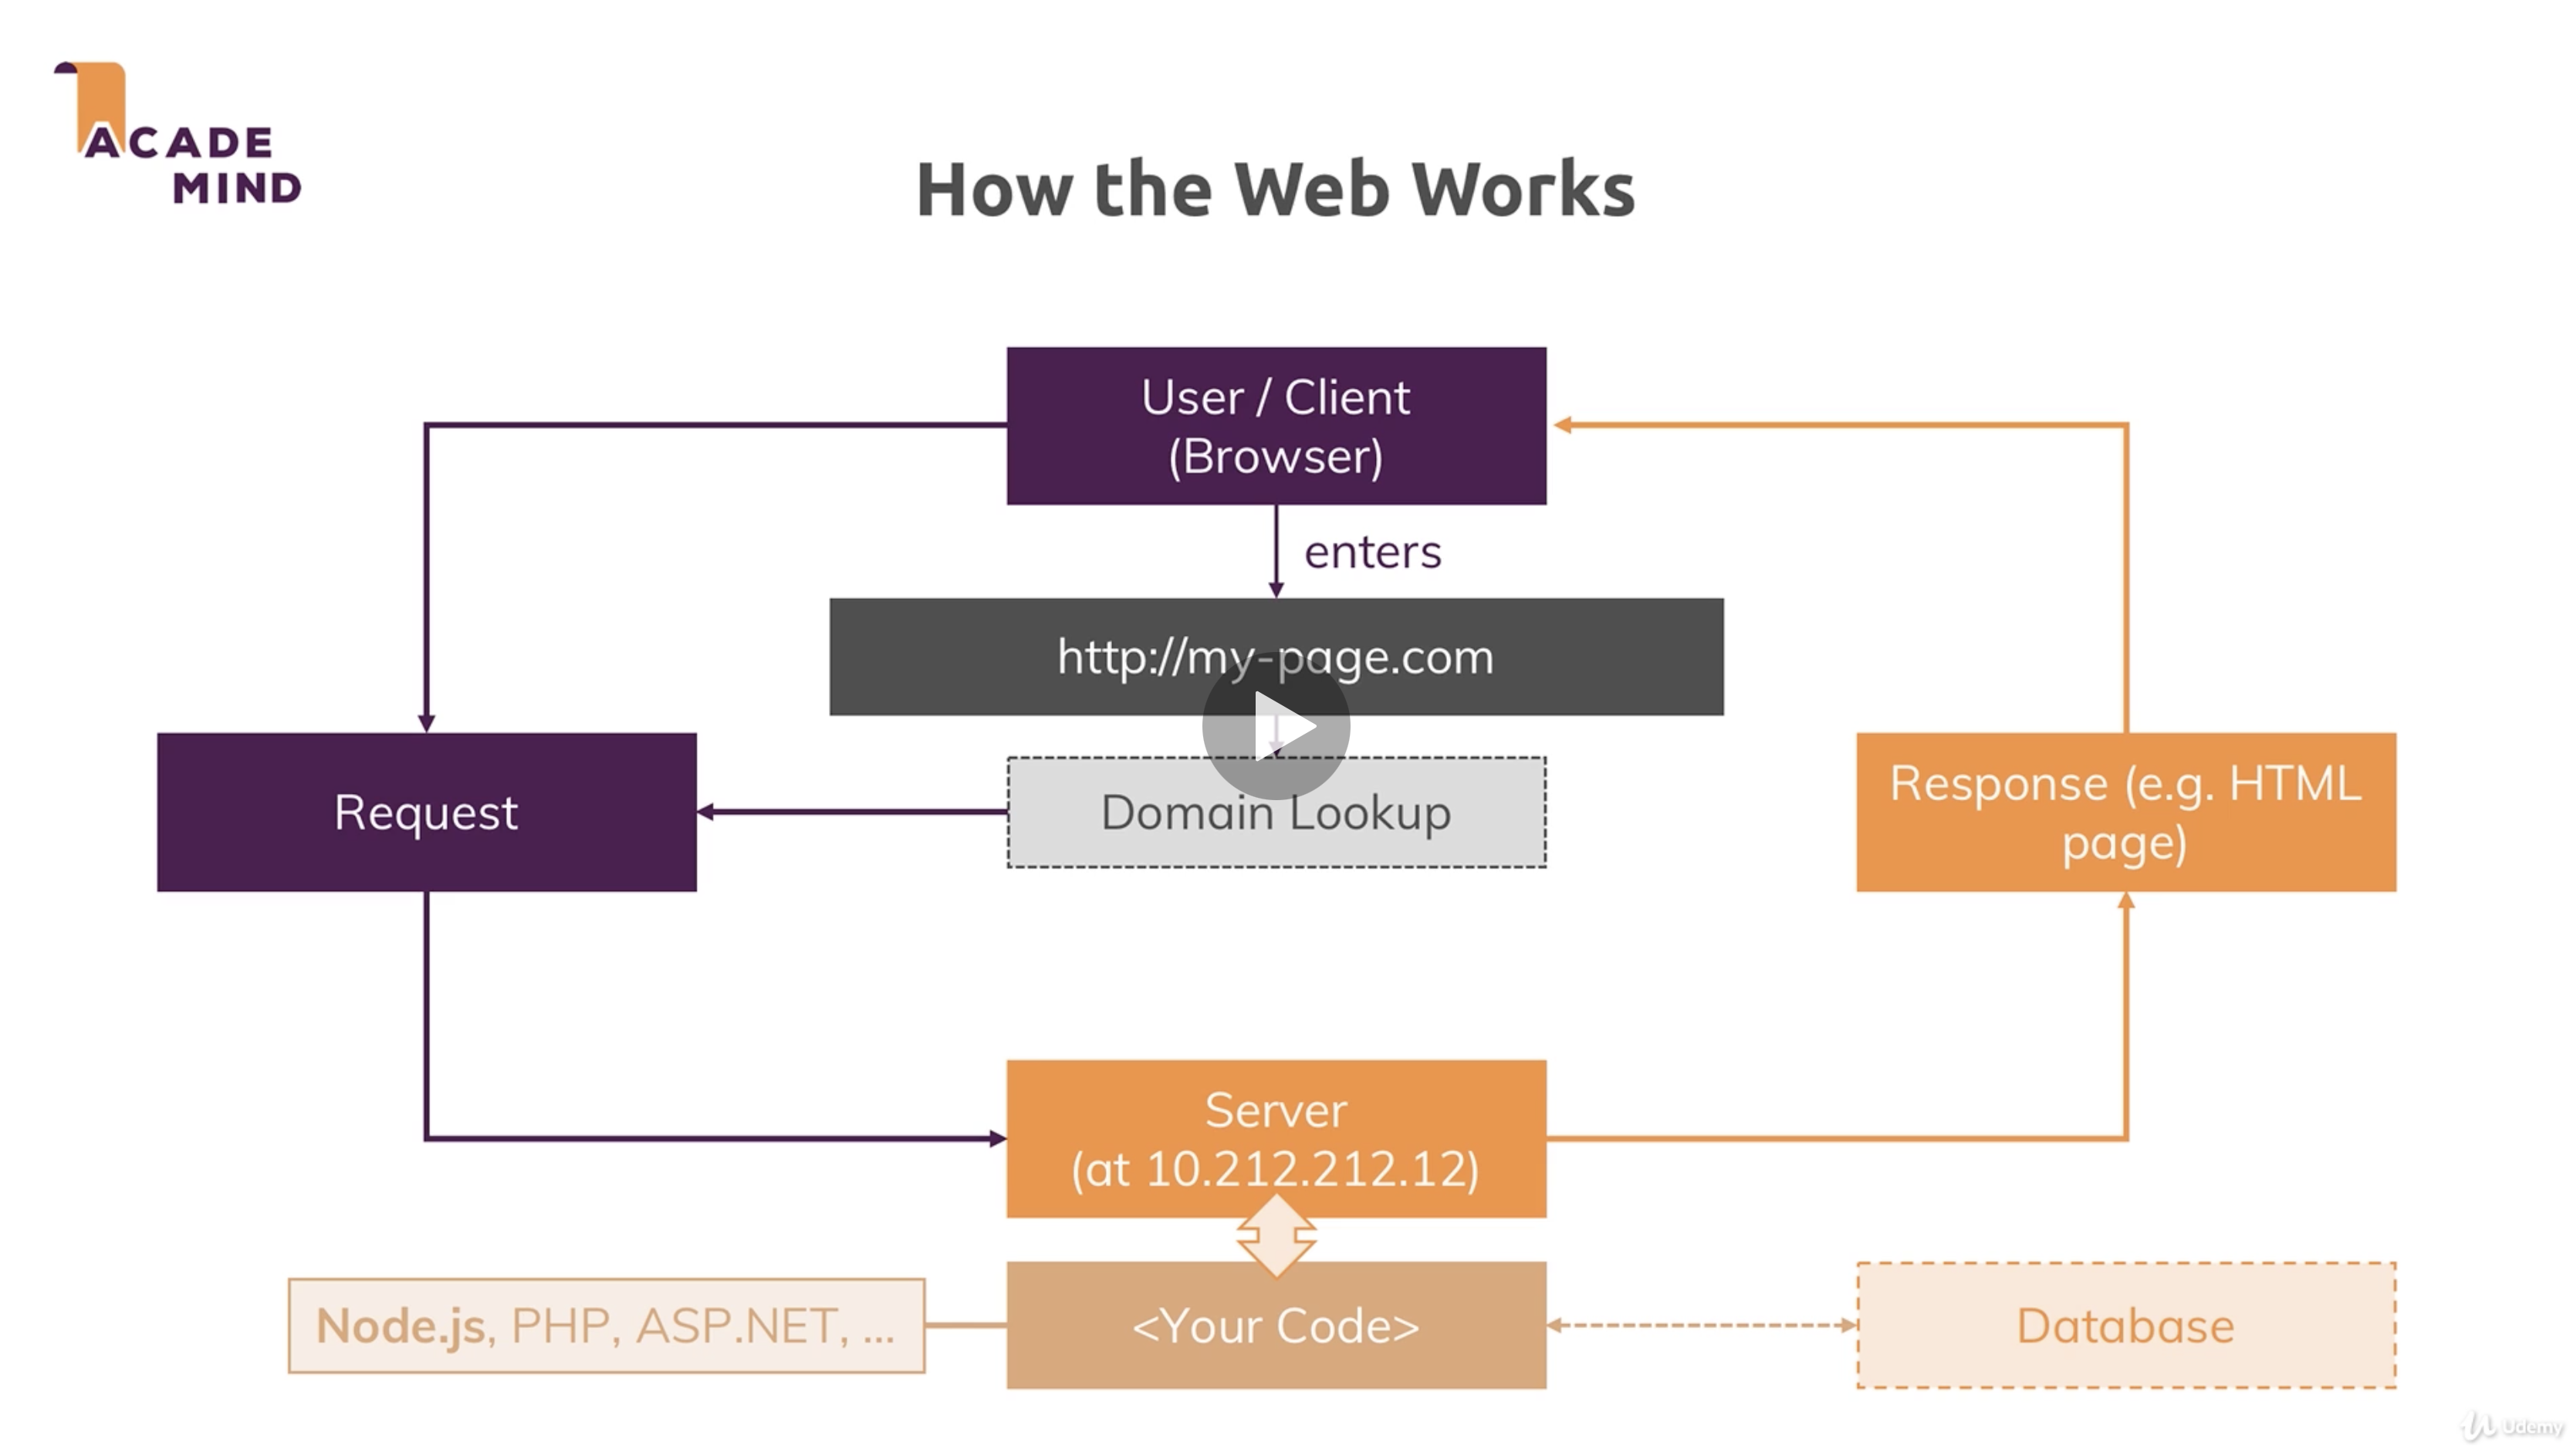 ACADE
MIND
How the Web Works
User / Client
(Browser)
enters
http://my-page.com
Request
Domain Lookup
Response (e.g. HTML
page)
Server
(at 10.212.212.12)
Node.js, PHP, ASP.NET, ...
<Your Code>
Database
Udemy